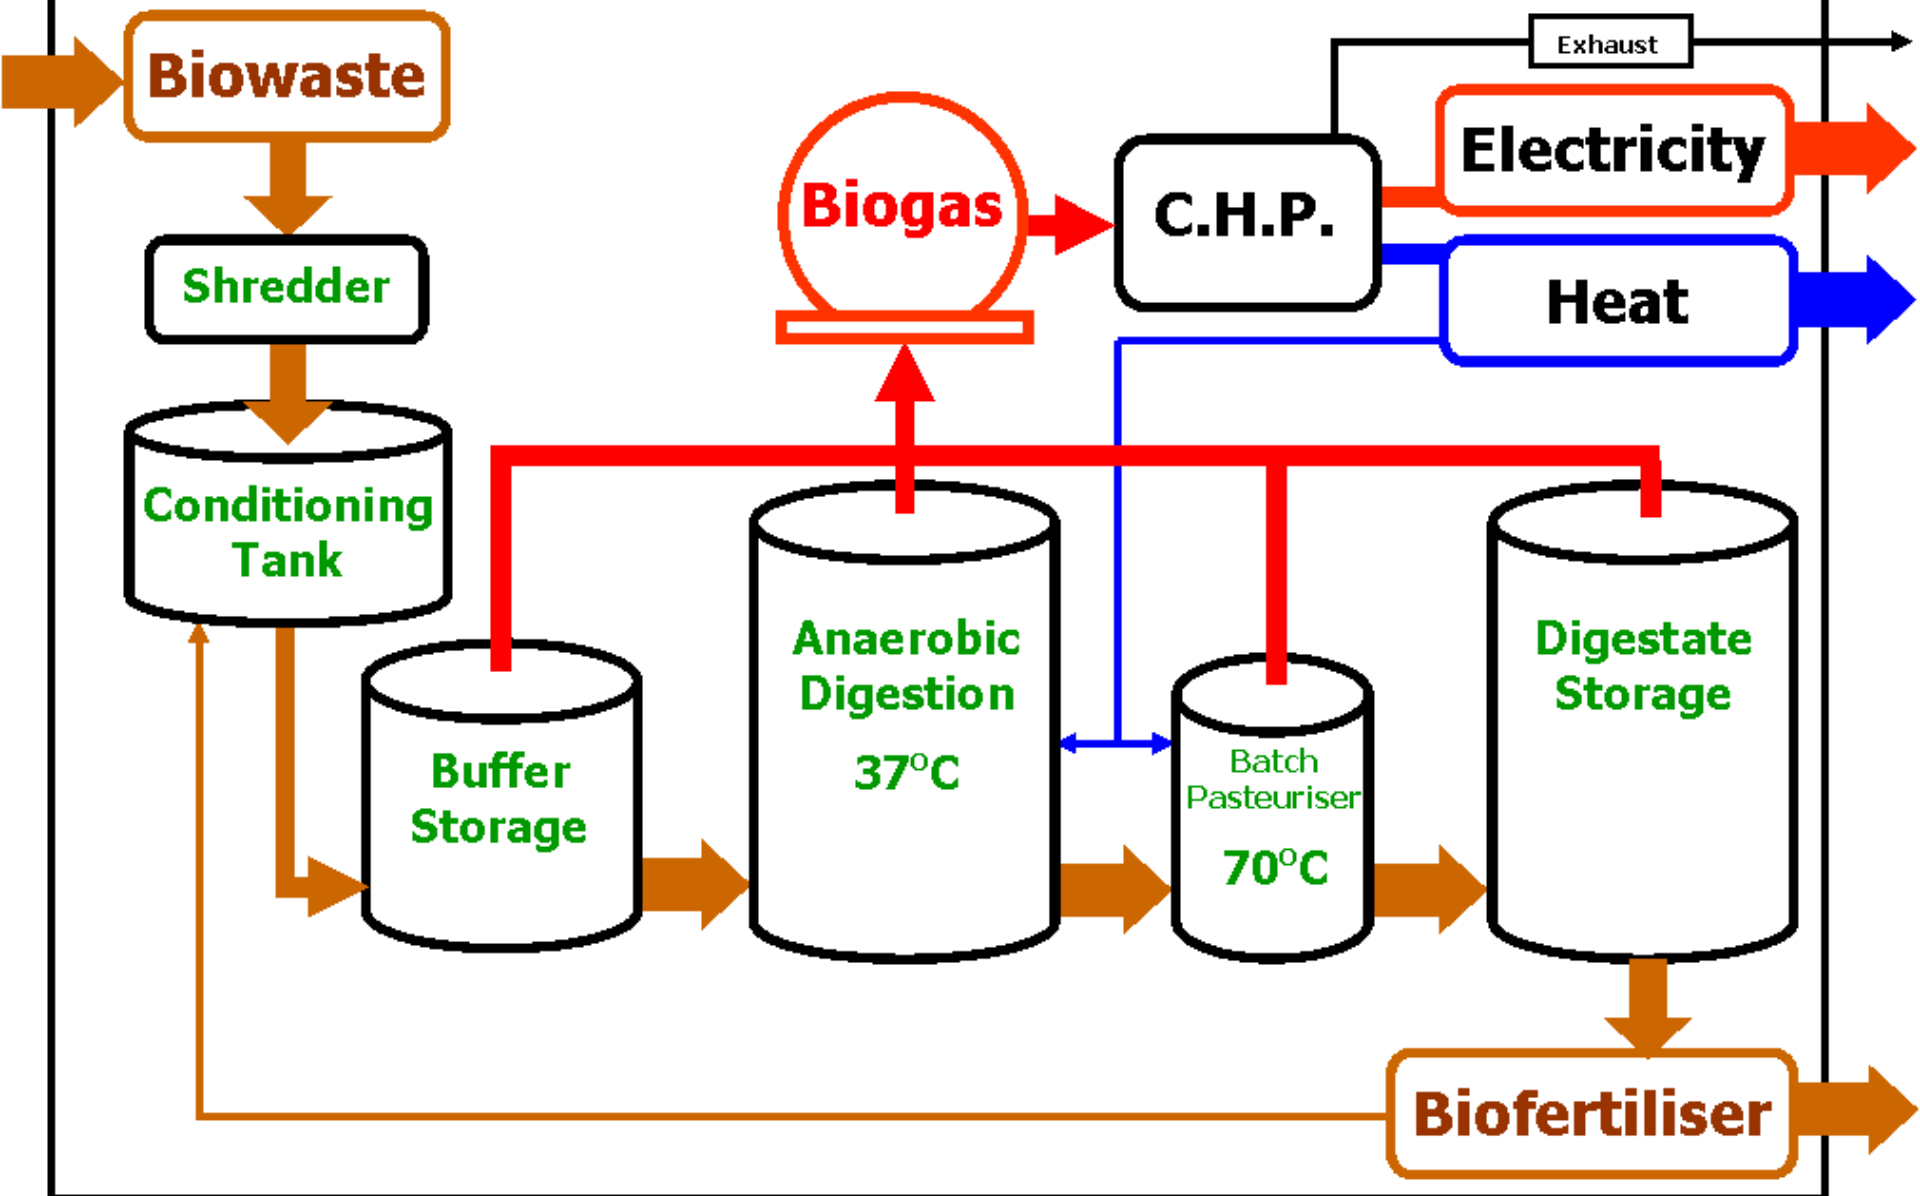 Biowaste
Shredder
Conditioning
Tank
Buffer
Storage
Biogas
C.H.P.
Exhaust
Electricity
Heat
Anaerobic
Digestion
37°C
Batch
Pasteuriser
70°C
Digestate
Storage
Biofertiliser